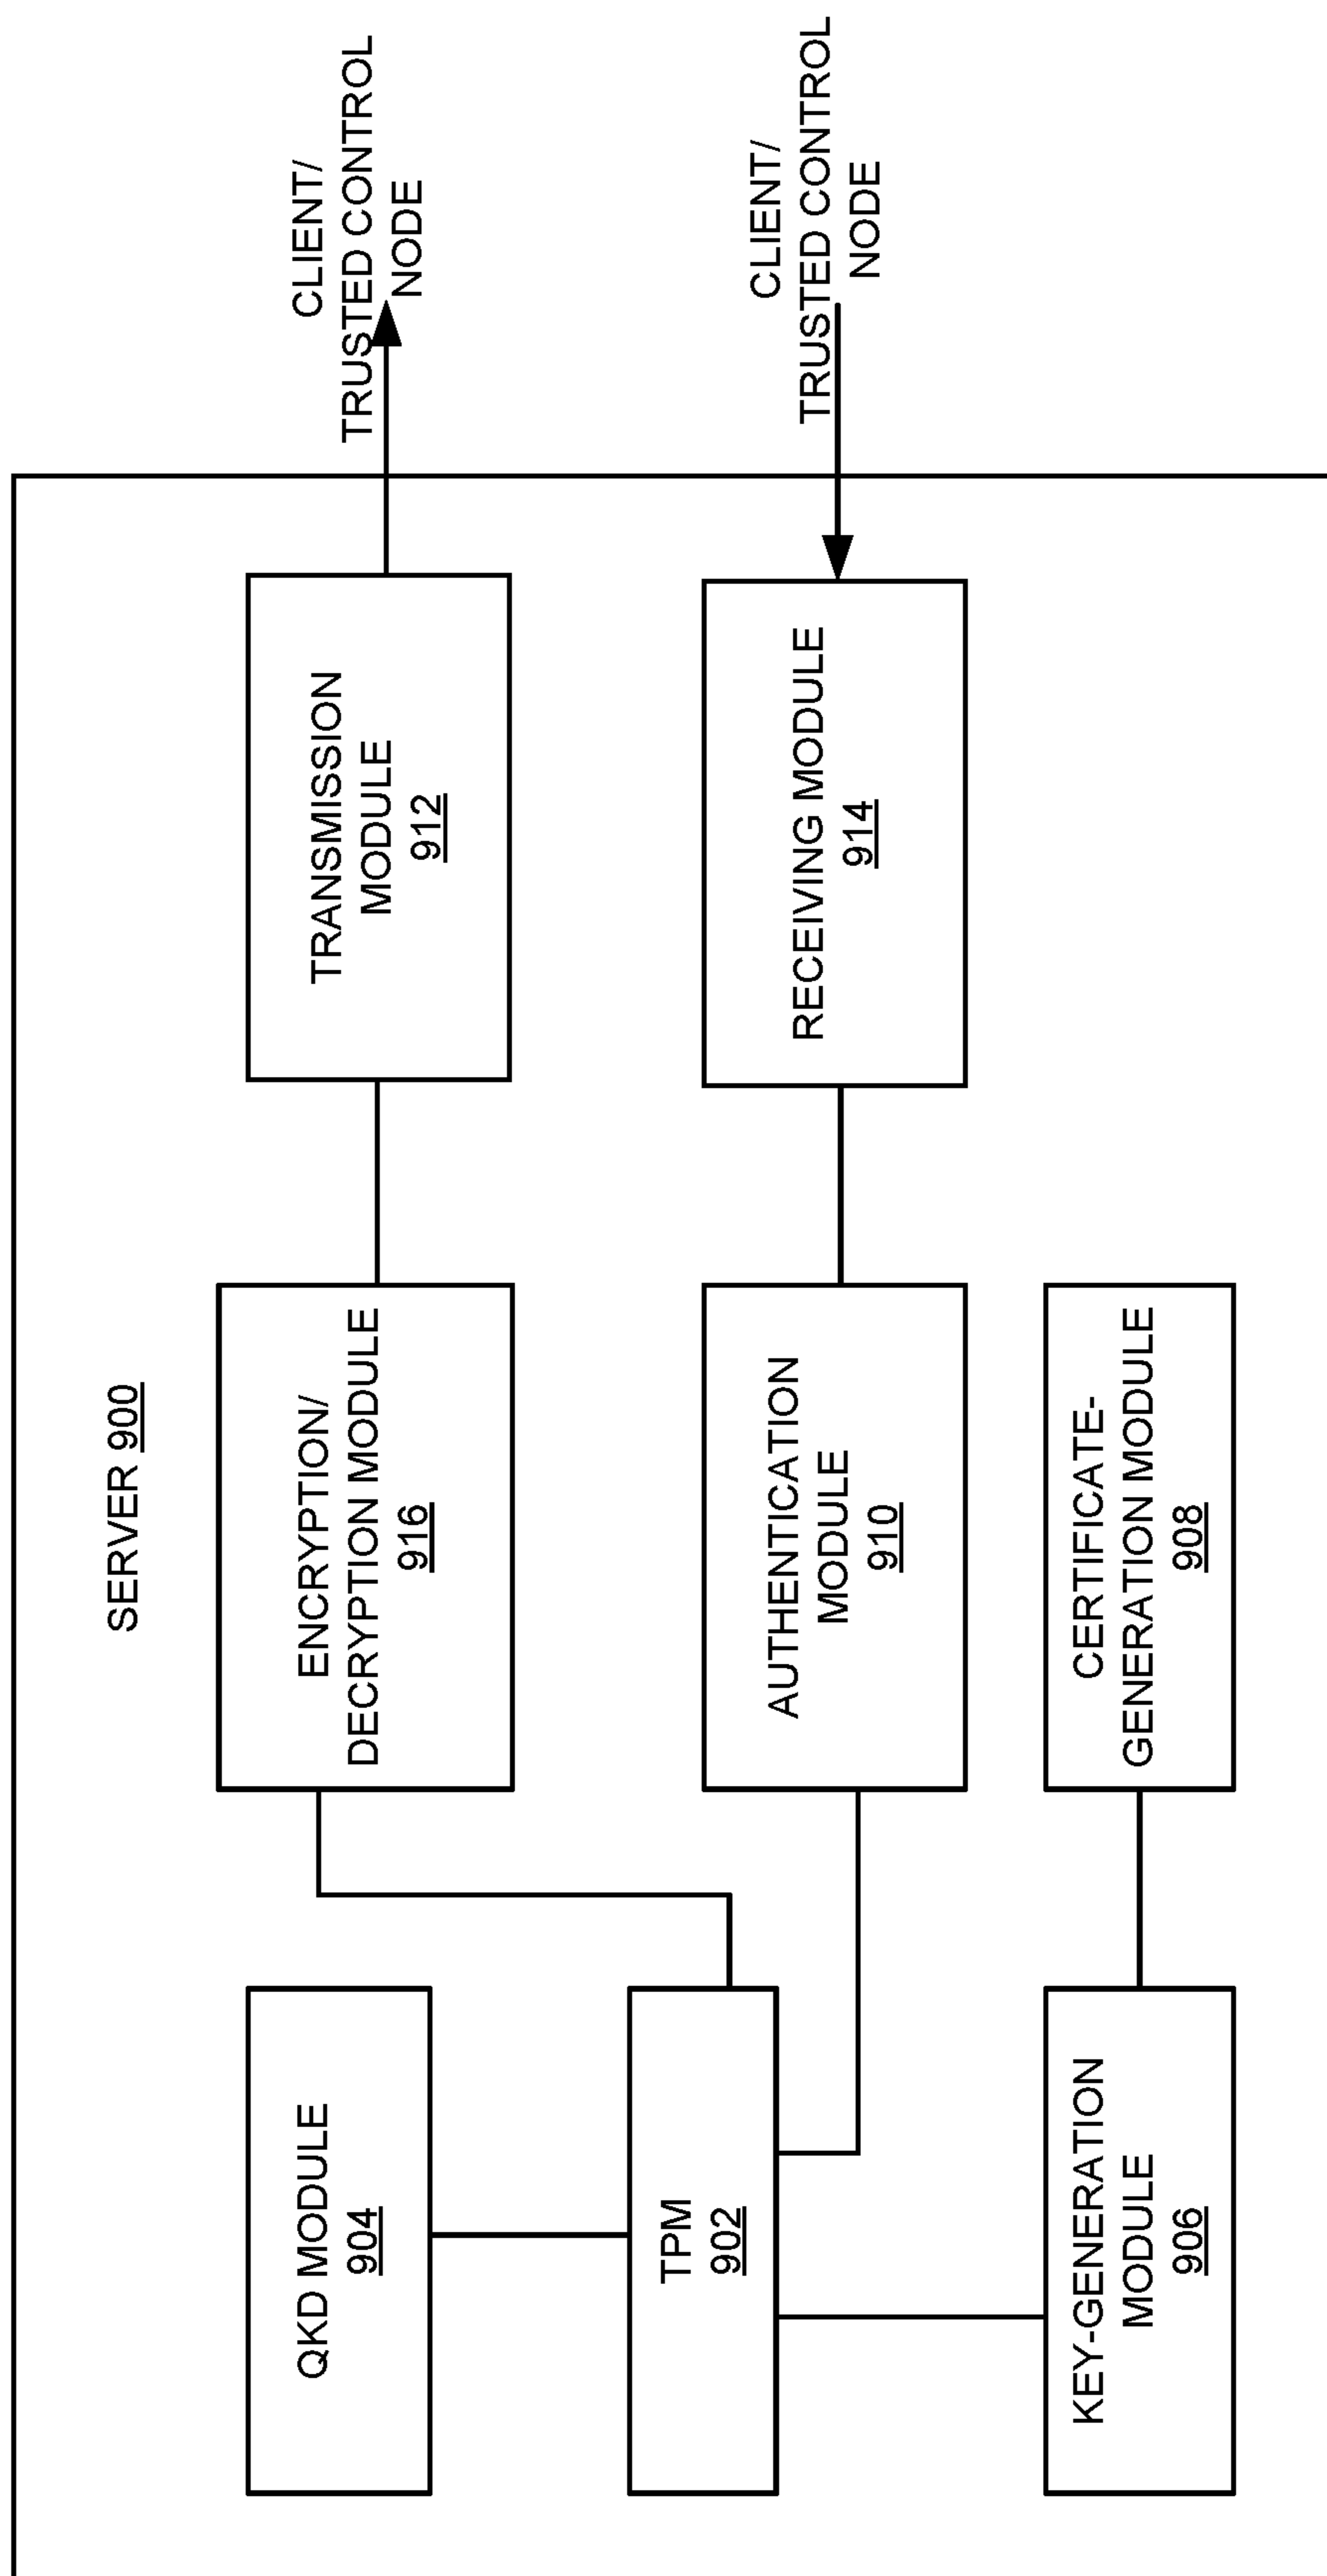 SERVER 900
QKD MODULE
904
ENCRYPTION/
DECRYPTION MODULE
916
TRANSMISSION
MODULE
912
CLIENT/
TRUSTED CONTROL
NODE
TPM
902
AUTHENTICATION
MODULE
910
RECEIVING MODULE
914
CLIENT/
TRUSTED CONTROL
NODE
KEY-GENERATION
MODULE
906
CERTIFICATE-
GENERATION MODULE
908